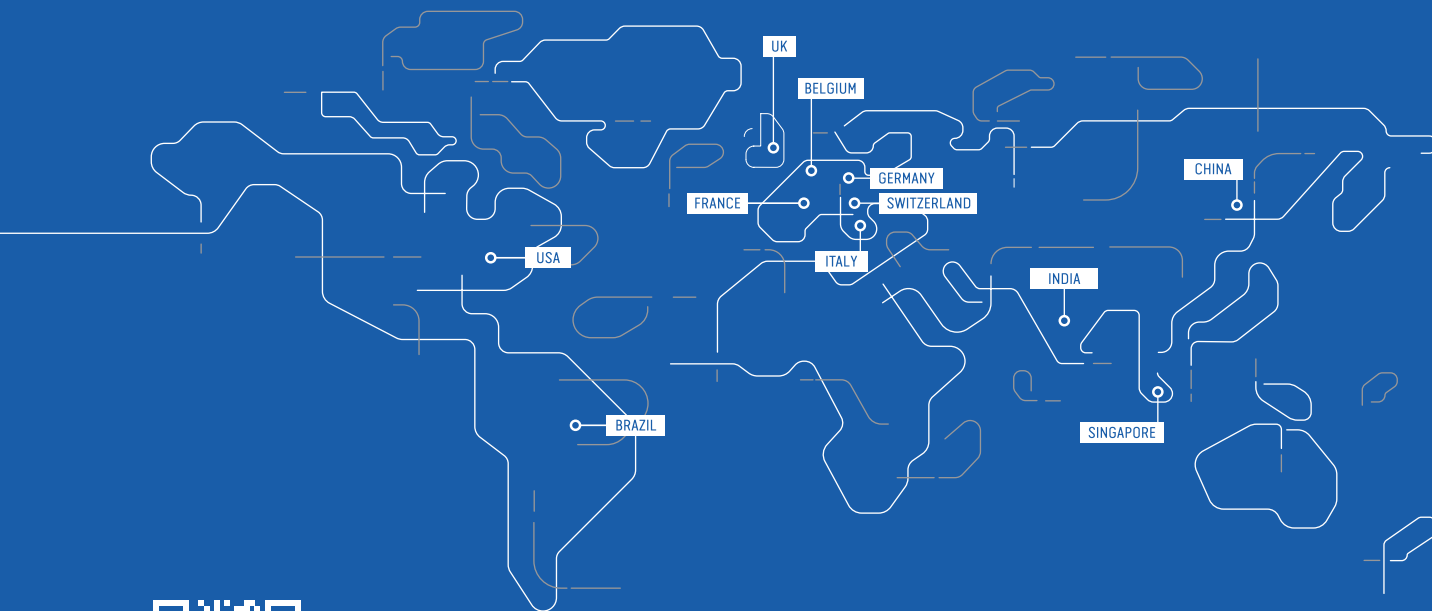 UK
BELGIUM
GERMANY
CHINA
FRANCE
SWITZERLAND
USA
ITALY
INDIA
BRAZIL
SINGAPORE